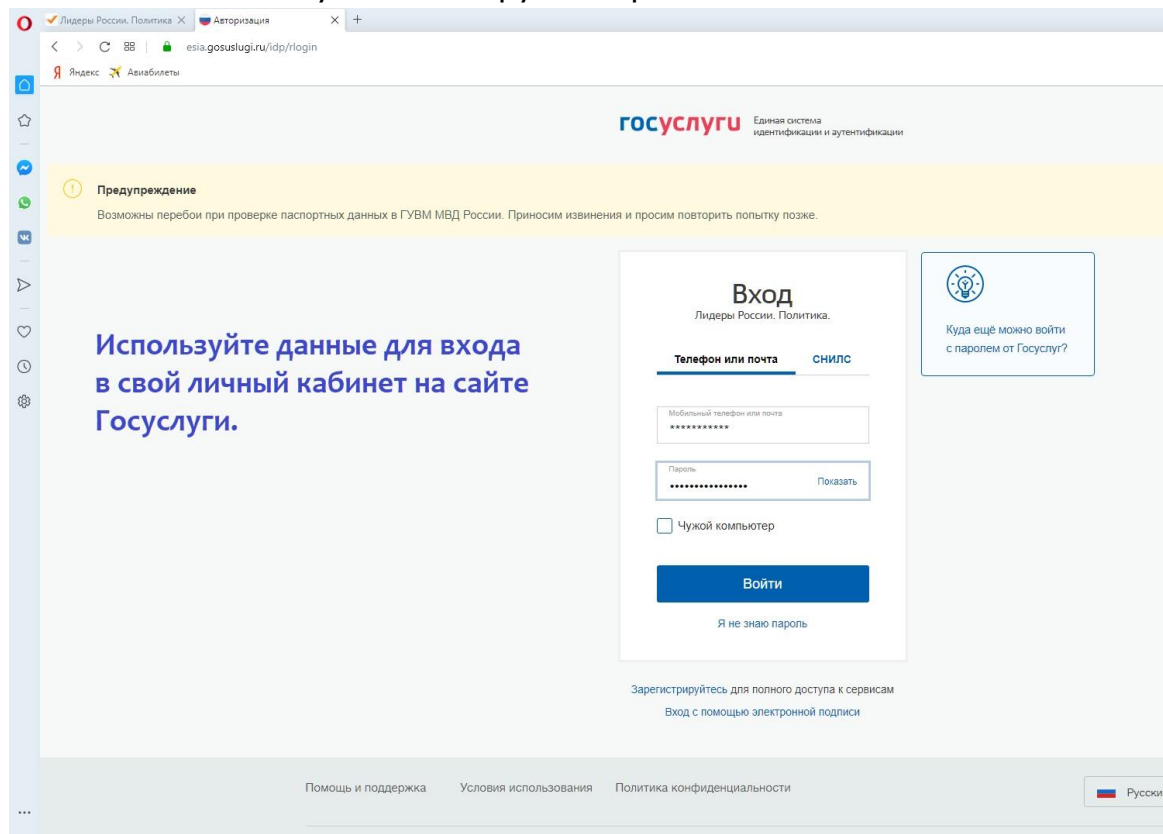 Лидеры России. Политика
Авторизация
esia.gosuslugi.ru/idp/rlogin
Я Яндекс
Авиабилеты
госуслуги
Единая система
идентификации и аутентификации
Предупреждение
Возможны перебои при проверке паспортных данных в ГУВМ МВД России. Приносим извинения и просим повторить попытку позже.
Используйте данные для входа
в свой личный кабинет на сайте
Госуслуги.
Вход
Лидеры России. Политика.
Телефон или почта
СНИЛС
Мобильный телефон или почта
***********
Пароль
••••••••••••••••
Показать
Чужой компьютер
Войти
Я не знаю пароль
Куда ещё можно войти
с паролем от Госуслуг?
Зарегистрируйтесь для полного доступа к сервисам
Вход с помощью электронной подписи
Помощь и поддержка
Условия использования
Политика конфиденциальности